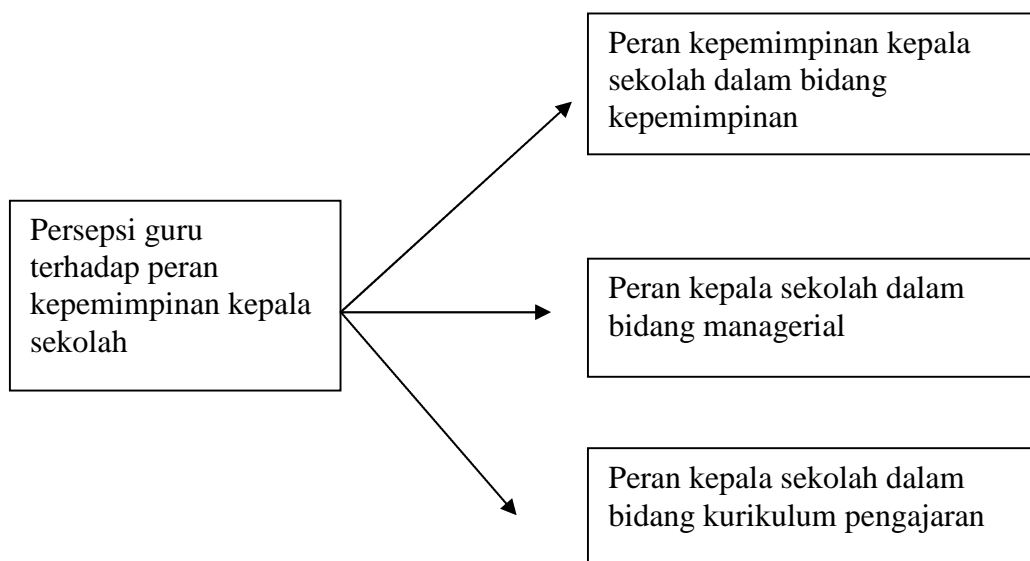 Peran kepemimpinan kepala
sekolah dalam bidang
kepemimpinan
Persepsi guru
terhadap peran
kepemimpinan kepala
sekolah
Peran kepala sekolah dalam
bidang managerial
Peran kepala sekolah dalam
bidang kurikulum pengajaran